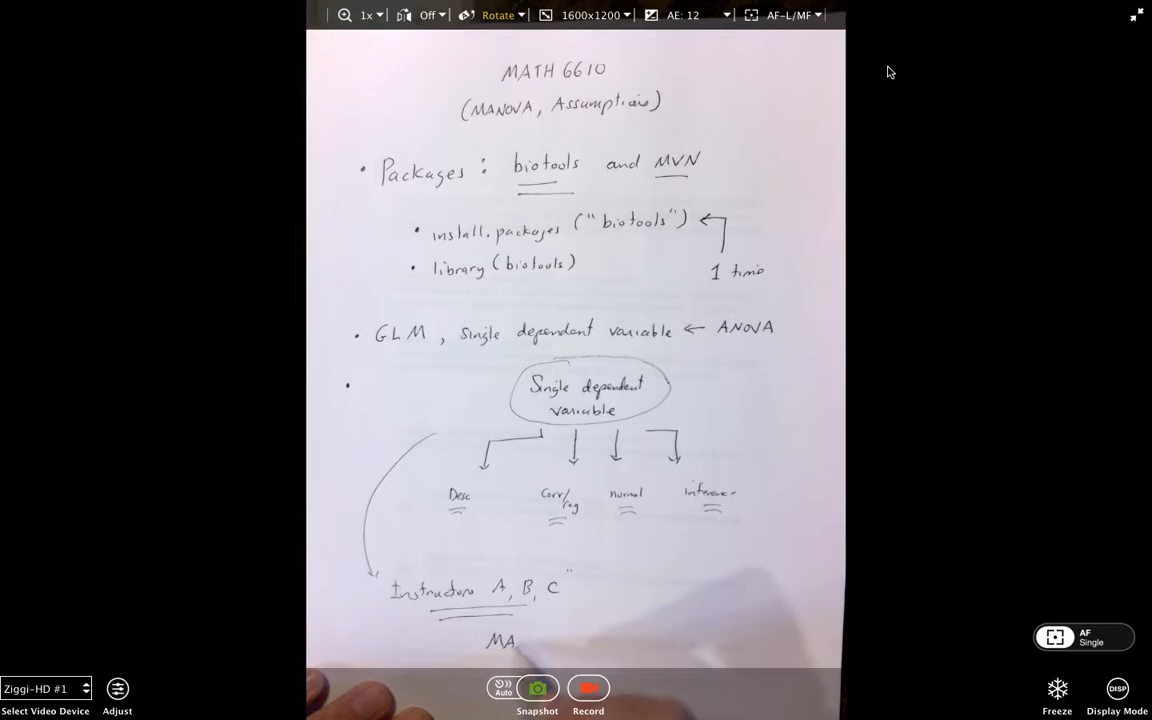 1x Off Rotate 1600x1200 AE: 12 AF-L/MF
MATH 6610
(MANOVA, Assumptions)
• Packages : biotools and MVN
• install.packages ("biotools") ←
• library (biotools)
1 time
• GLM, Single dependent variable ← ANOVA
•
Single dependent
variable
Desc Corr/ normal
reg
Instructors A, B, C"
MA
AF
Single
Ziggi-HD #1
Select Video Device
Adjust
Auto
Snapshot
Record
Freeze
DISP
Display Mode